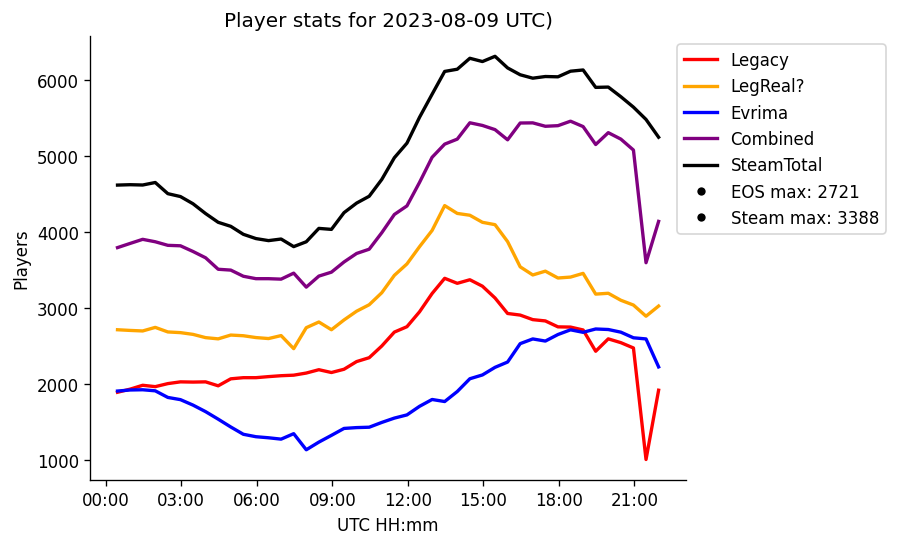 Player stats for 2023-08-09 UTC)
Legacy
LegReal?
Evrima
Combined
SteamTotal
EOS max: 2721
Steam max: 3388
6000
5000
4000
3000
2000
1000
Players
00:00 03:00 06:00 09:00 12:00 15:00 18:00 21:00
UTC HH:mm